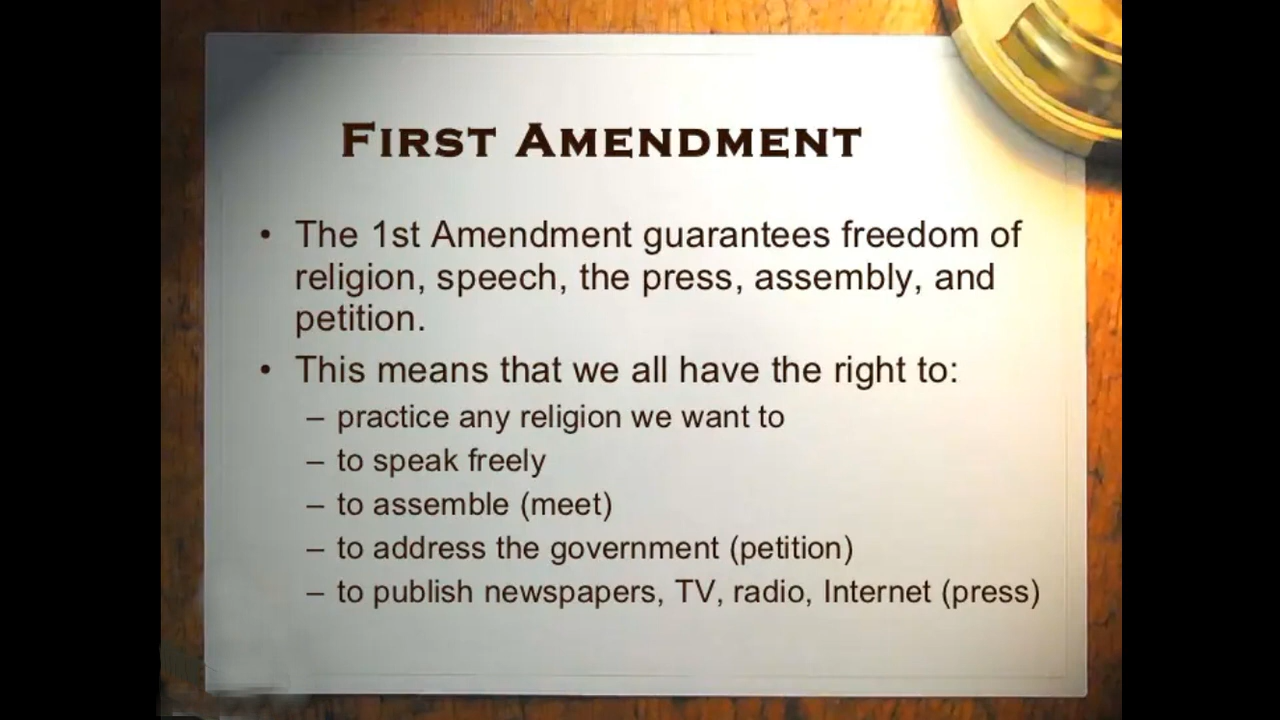 First Amendment
• The 1st Amendment guarantees freedom of
religion, speech, the press, assembly, and
petition.
• This means that we all have the right to:
– practice any religion we want to
– to speak freely
– to assemble (meet)
– to address the government (petition)
– to publish newspapers, TV, radio, Internet (press)